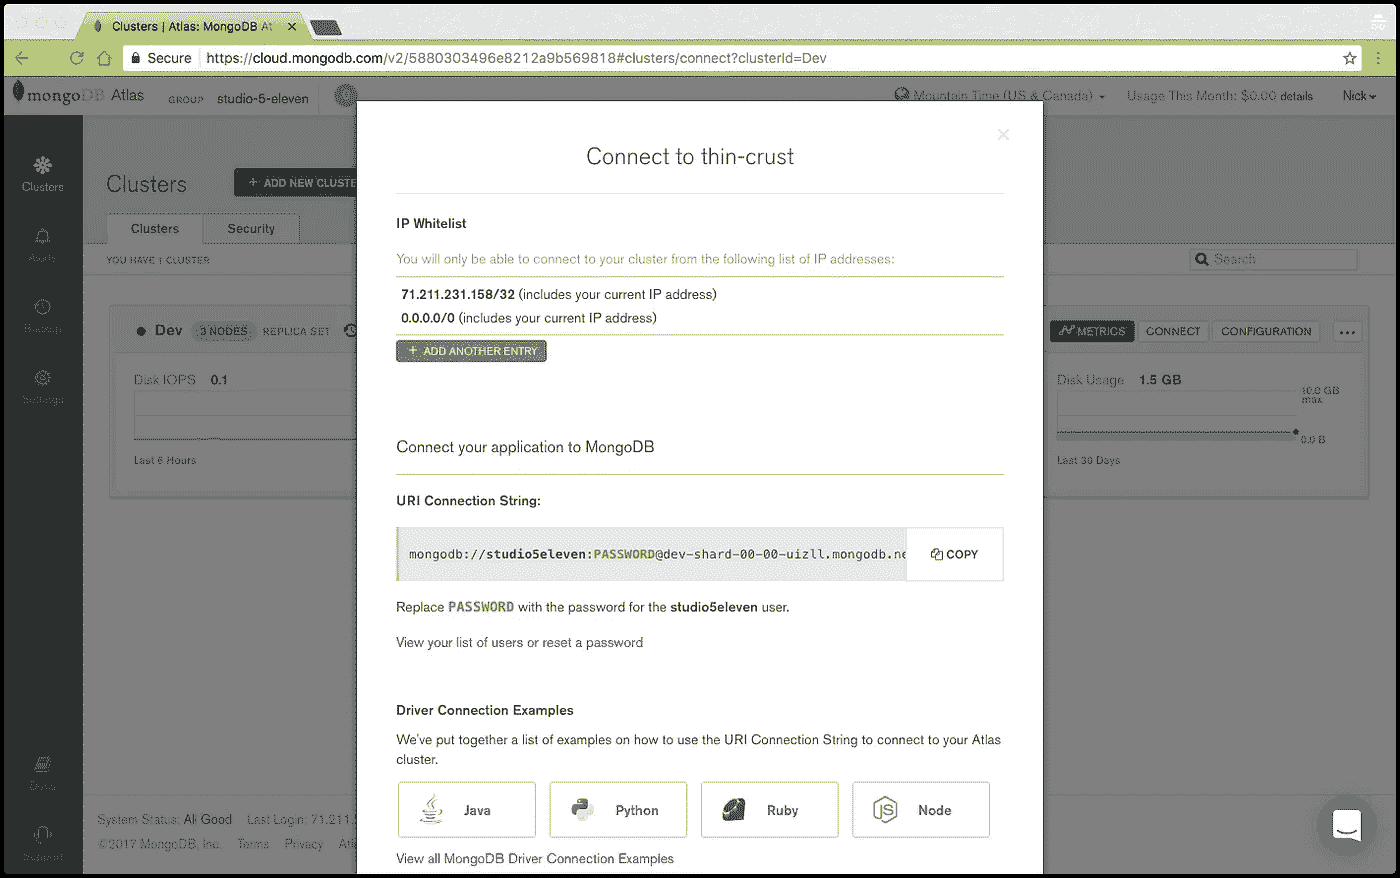 Clusters | Atlas: MongoDB At
Secure https://cloud.mongodb.com/v2/5880303496e8212a9b569818#clusters/connect?clusterId=Dev
mongoDB Atlas GROUP studio-5-eleven Mountain Time (US & Canada) Usage This Month: $0.00 details Nick
Connect to thin-crust
Clusters
Clusters + ADD NEW CLUSTE
Clusters Security
Alerts
YOU HAVE 1 CLUSTER
Search
IP Whitelist
You will only be able to connect to your cluster from the following list of IP addresses:
71.211.231.158/32 (includes your current IP address)
0.0.0.0/0 (includes your current IP address)
+ ADD ANOTHER ENTRY
Backup
Dev 3 NODES REPLICA SET
METRICS CONNECT CONFIGURATION ...
Settings
Disk IOPS 0.1
Last 6 Hours
Disk Usage 1.5 GB
10.0 GB
max
0.0 B
Last 30 Days
Connect your application to MongoDB
URI Connection String:
mongodb://studio5eleven:PASSWORD@dev-shard-00-00-uizll.mongodb.ne COPY
Replace PASSWORD with the password for the studio5eleven user.
View your list of users or reset a password
Driver Connection Examples
We've put together a list of examples on how to use the URI Connection String to connect to your Atlas
cluster.
Java Python Ruby Node
View all MongoDB Driver Connection Examples
Docs
Support
System Status: All Good Last Login: 71.211.
©2017 MongoDB, Inc. Terms Privacy Atl